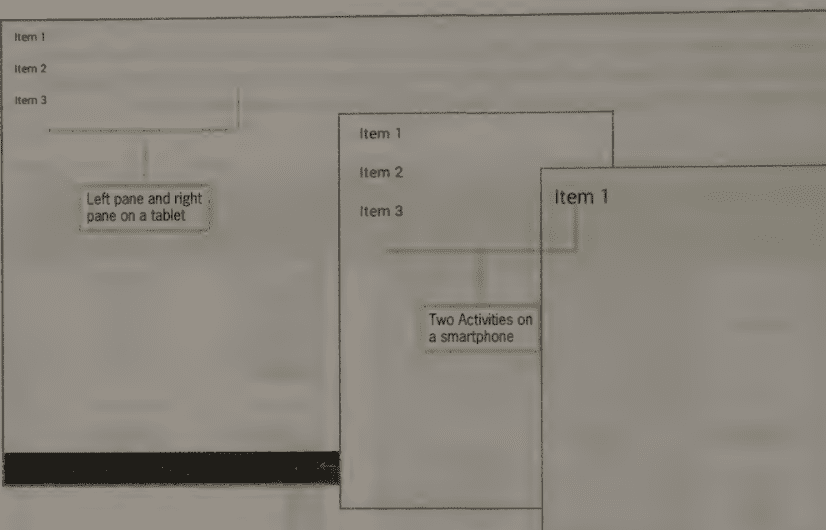 Item 1
Item 2
Item 3
Left pane and right
pane on a tablet
Item 1
Item 2
Item 3
Two Activities on
a smartphone
Item 1